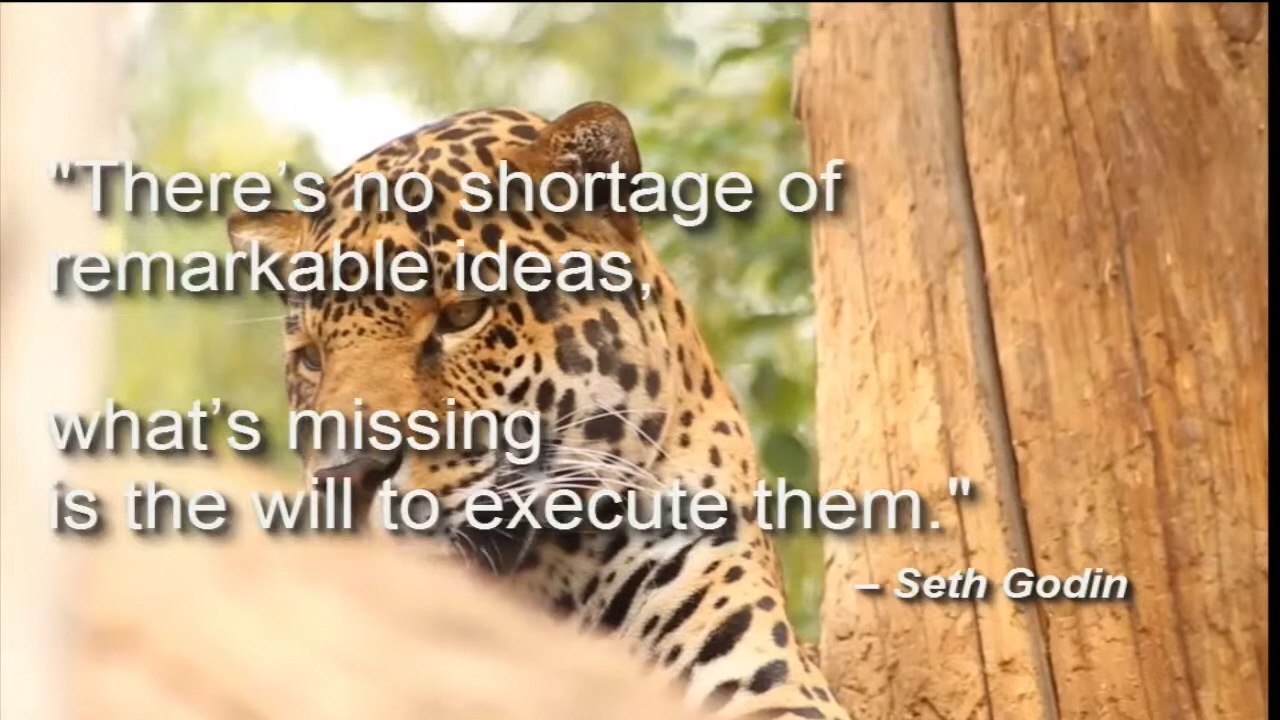 "There’s no shortage of
remarkable ideas,
what’s missing
is the will to execute them."
– Seth Godin